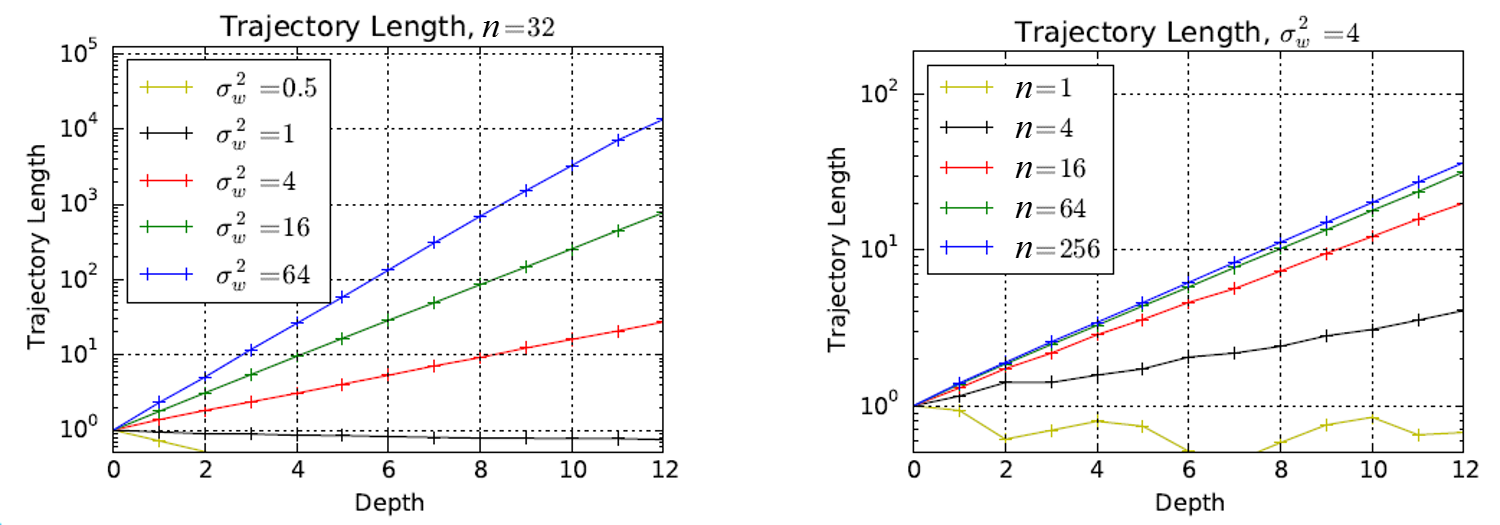 Trajectory Length, n=32
10^5
10^4
10^3
10^2
10^1
10^0
Trajectory Length
σ_w^2 =0.5
σ_w^2 =1
σ_w^2 =4
σ_w^2 =16
σ_w^2 =64
0 2 4 6 8 10 12
Depth
Trajectory Length, σ_w^2 =4
10^2
10^1
10^0
Trajectory Length
n=1
n=4
n=16
n=64
n=256
0 2 4 6 8 10 12
Depth